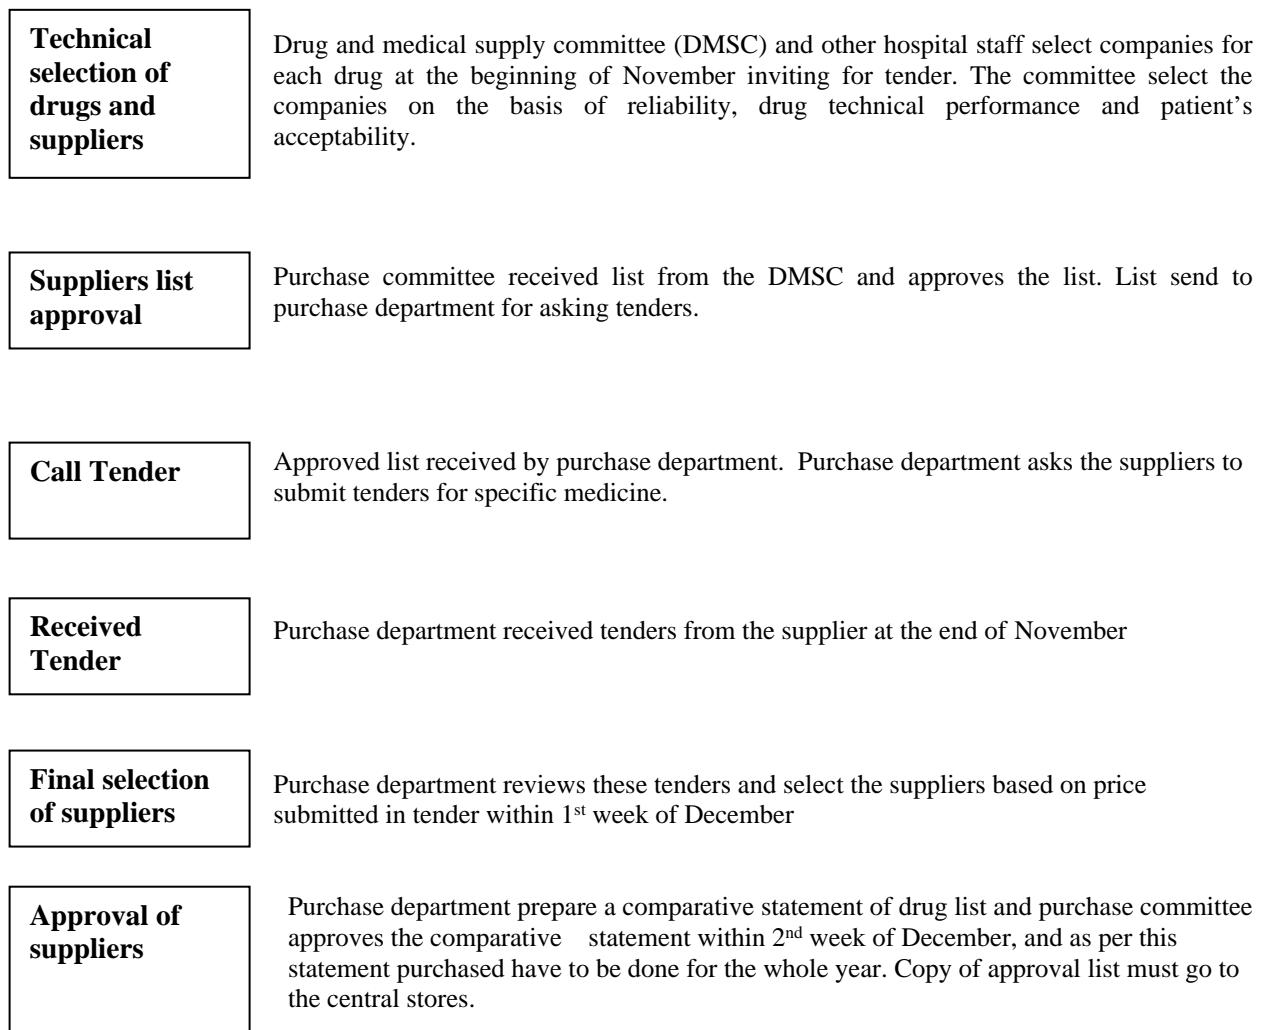 Technical
selection of
drugs and
suppliers
Drug and medical supply committee (DMSC) and other hospital staff select companies for
each drug at the beginning of November inviting for tender. The committee select the
companies on the basis of reliability, drug technical performance and patient's
acceptability.
Suppliers list
approval
Purchase committee received list from the DMSC and approves the list. List send to
purchase department for asking tenders.
Call Tender
Approved list received by purchase department. Purchase department asks the suppliers to
submit tenders for specific medicine.
Received
Tender
Purchase department received tenders from the supplier at the end of November
Final selection
of suppliers
Purchase department reviews these tenders and select the suppliers based on price
submitted in tender within 1st week of December
Approval of
suppliers
Purchase department prepare a comparative statement of drug list and purchase committee
approves the comparative statement within 2nd week of December, and as per this
statement purchased have to be done for the whole year. Copy of approval list must go to
the central stores.